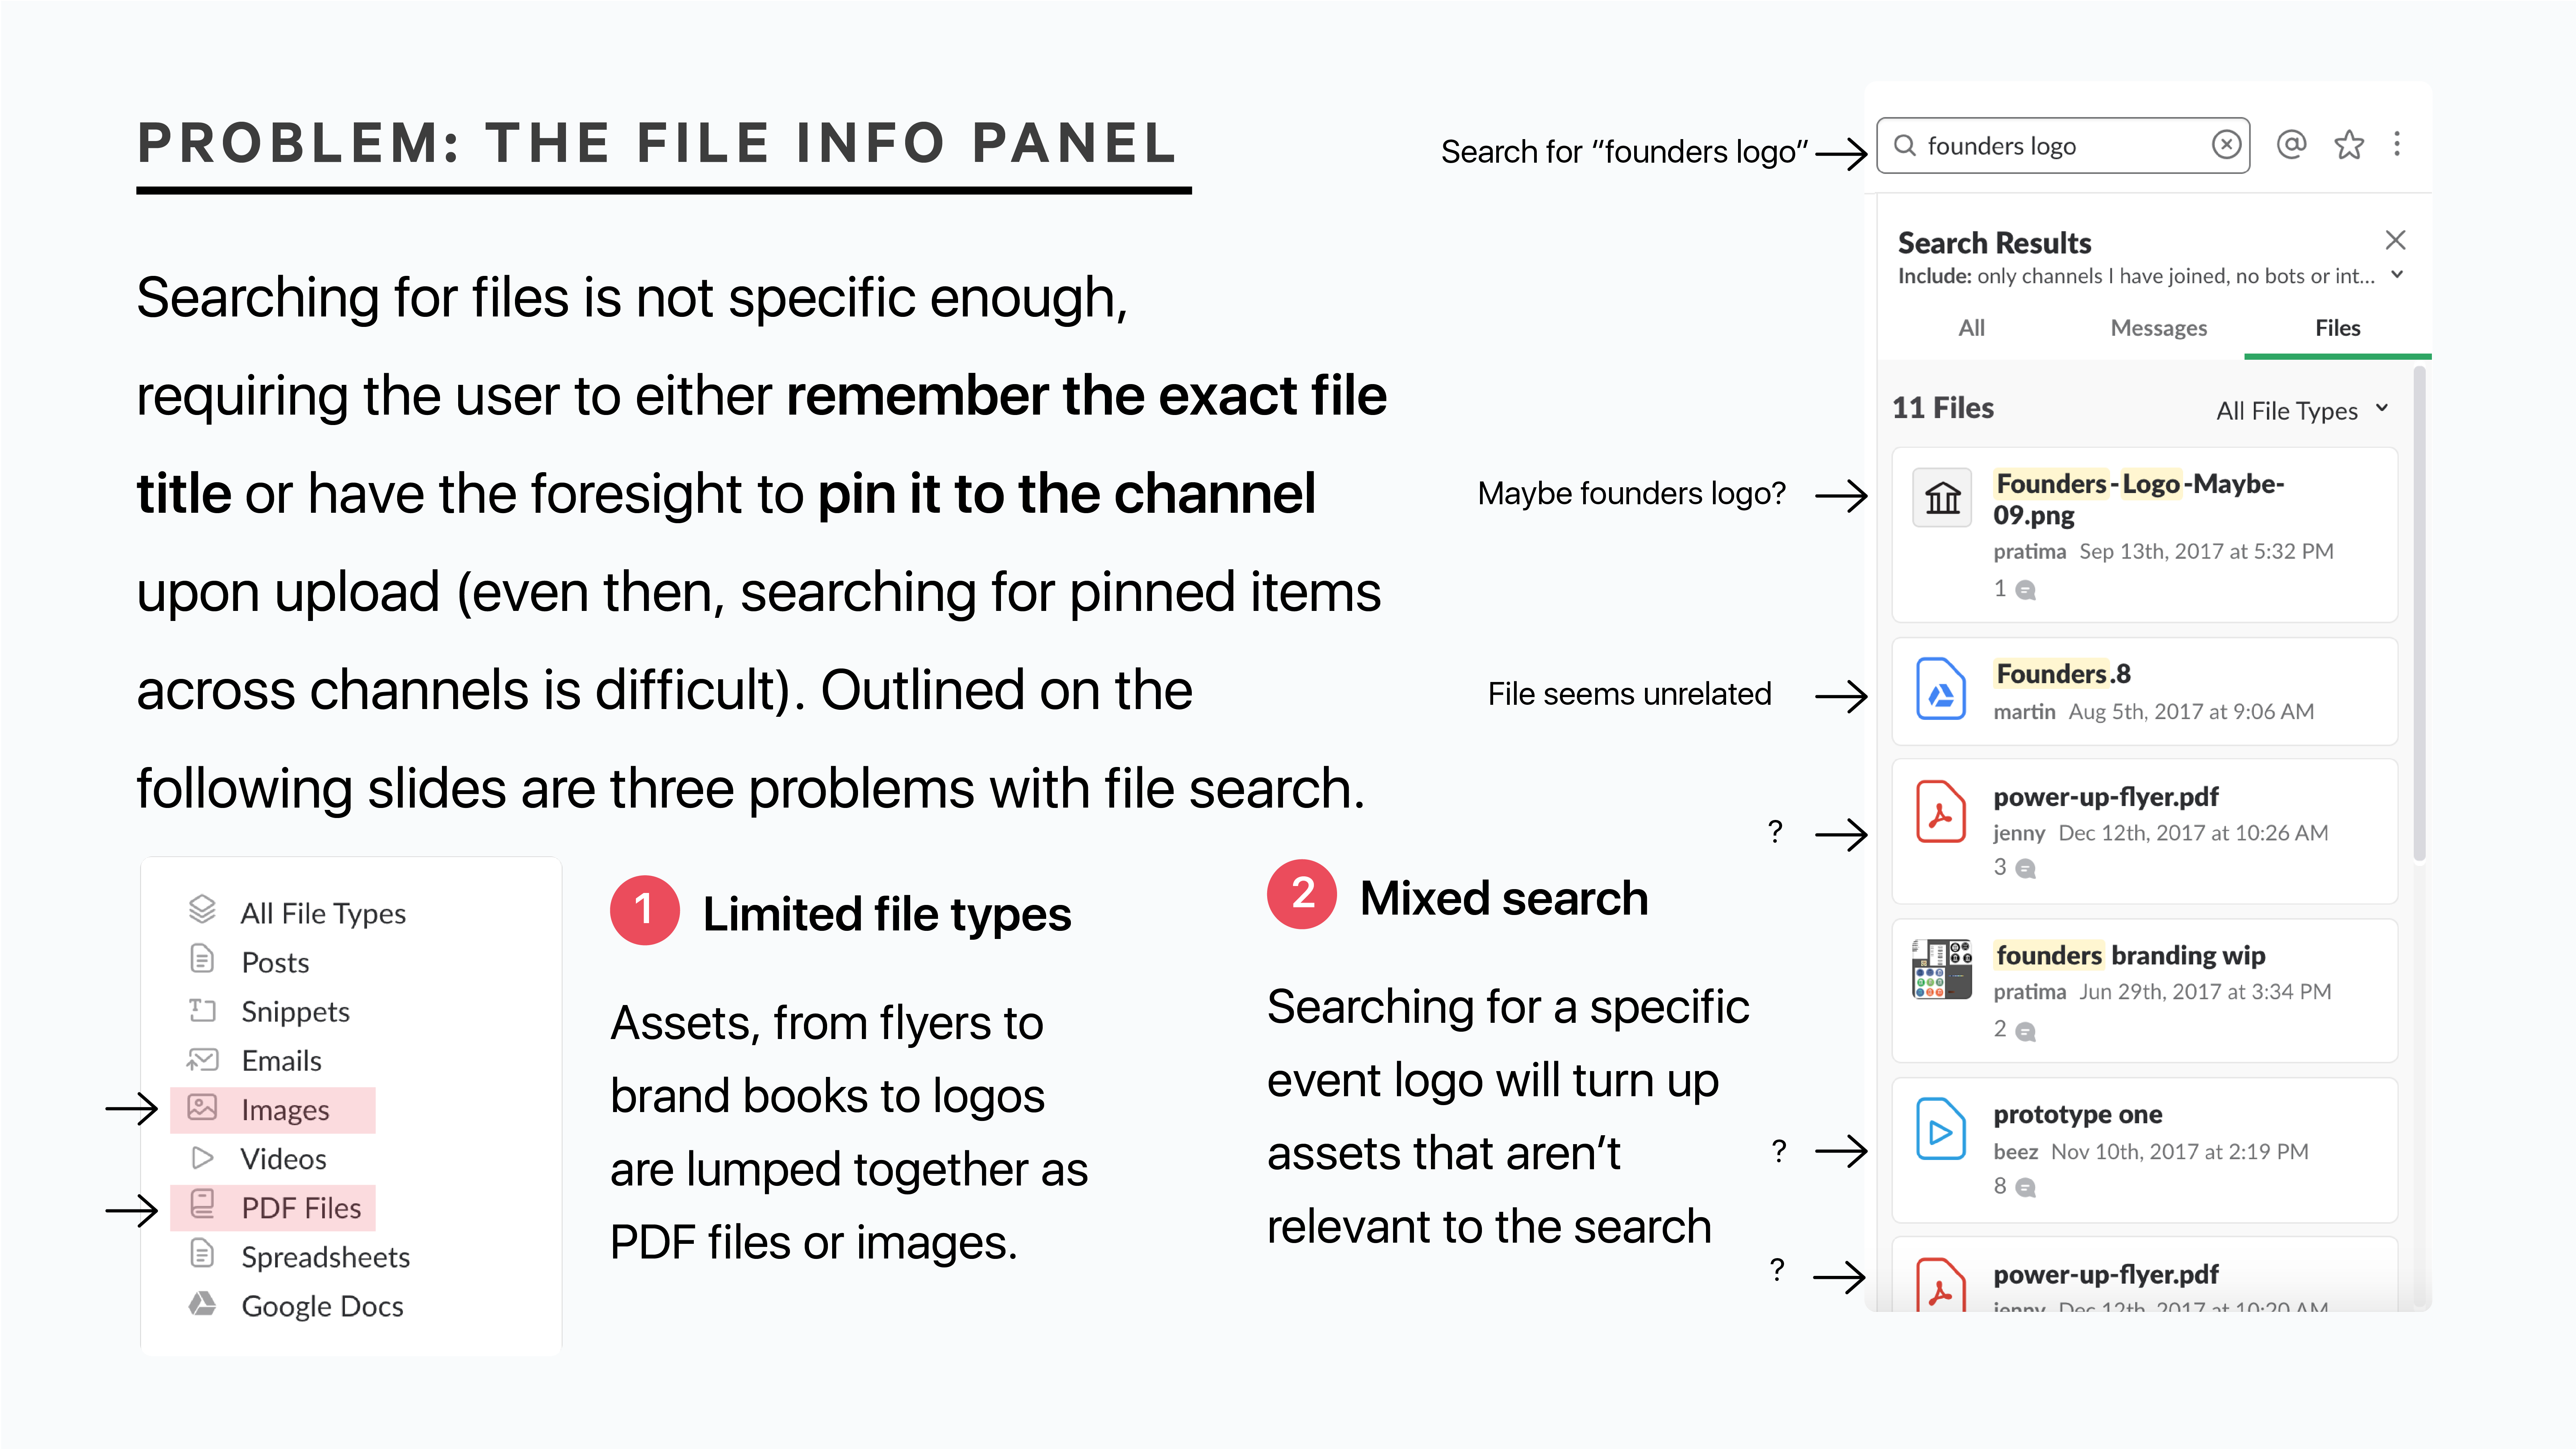 PROBLEM: THE FILE INFO PANEL
Searching for files is not specific enough,
requiring the user to either remember the exact file
title or have the foresight to pin it to the channel
upon upload (even then, searching for pinned items
across channels is difficult). Outlined on the
following slides are three problems with file search.
All File Types
Posts
Snippets
Emails
Images
Videos
PDF Files
Spreadsheets
Google Docs
1 Limited file types
Assets, from flyers to
brand books to logos
are lumped together as
PDF files or images.
2 Mixed search
Searching for a specific
event logo will turn up
assets that aren’t
relevant to the search
Search for “founders logo”
Maybe founders logo?
File seems unrelated
?
?
?
founders logo
Search Results
Include: only channels I have joined, no bots or int...
All Messages Files
11 Files All File Types
Founders-Logo-Maybe-
09.png
pratima Sep 13th, 2017 at 5:32 PM
1
Founders.8
martin Aug 5th, 2017 at 9:06 AM
power-up-flyer.pdf
jenny Dec 12th, 2017 at 10:26 AM
3
founders branding wip
pratima Jun 29th, 2017 at 3:34 PM
2
prototype one
beez Nov 10th, 2017 at 2:19 PM
8
power-up-flyer.pdf
jenny Dec 12th, 2017 at 10:20 AM